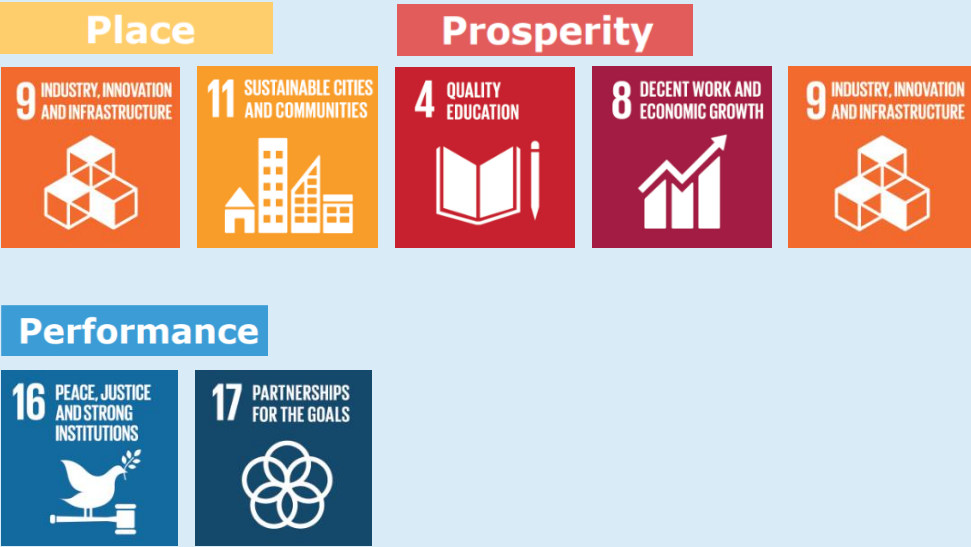 Place
9 INDUSTRY, INNOVATION
AND INFRASTRUCTURE
11 SUSTAINABLE CITIES
AND COMMUNITIES
Prosperity
4 QUALITY
EDUCATION
8 DECENT WORK AND
ECONOMIC GROWTH
9 INDUSTRY, INNOVATION
AND INFRASTRUCTURE
Performance
16 PEACE, JUSTICE
AND STRONG
INSTITUTIONS
17 PARTNERSHIPS
FOR THE GOALS